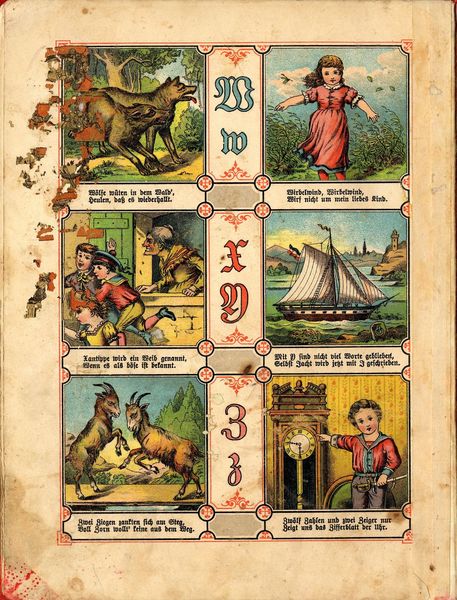 W
w
Wölfe wüten in dem Wald',
Heulen, daß es wiederhallt.
Wirbelwind, Wirbelwind,
Wirf nicht um mein liebes Kind.
X
Y
Xantippe wird ein Weib genannt,
Wenn es als böse ist bekannt.
Mit Y sind nicht viel Worte geblieben,
Selbst Jacht wird jetzt mit J geschrieben.
Z
z
Zwei Ziegen zankten sich am Steg,
Voll Zorn wollt' keine aus dem Weg.
Zwölf Zahlen und zwei Zeiger nur
Zeigt uns das Zifferblatt der Uhr.